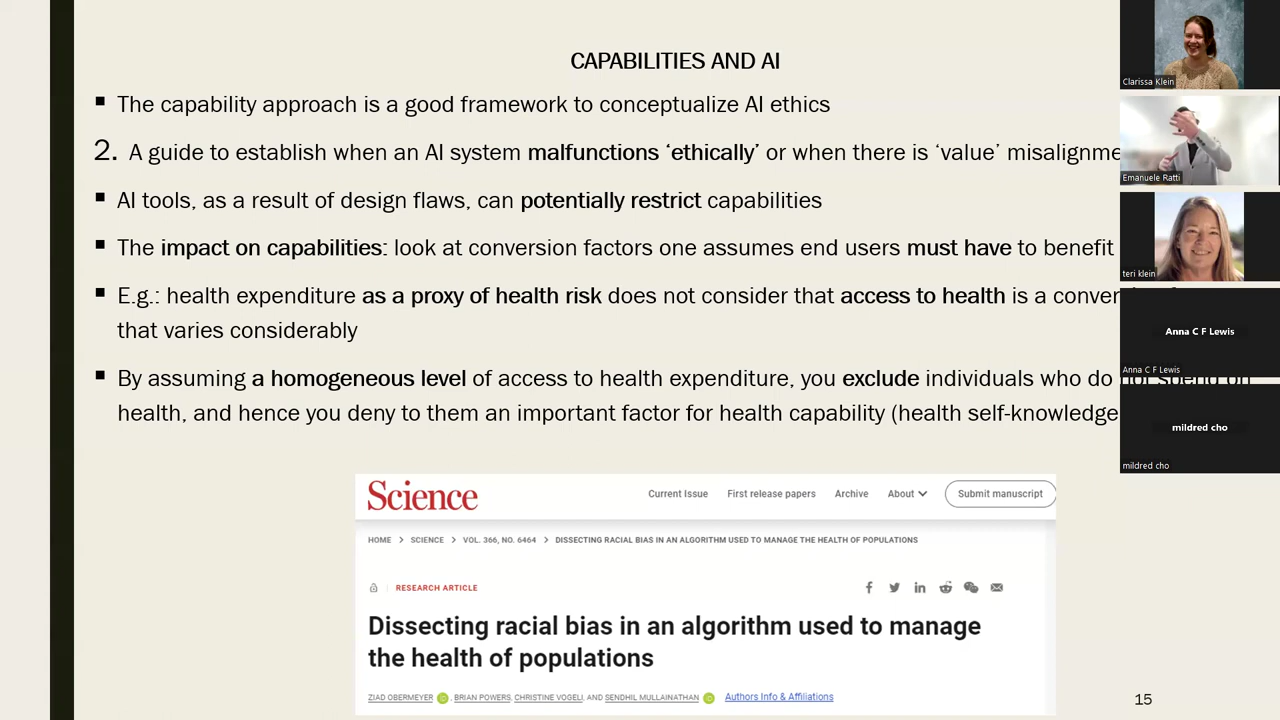 CAPABILITIES AND AI
▪ The capability approach is a good framework to conceptualize AI ethics
2. A guide to establish when an AI system malfunctions ‘ethically’ or when there is ‘value’ misalignme
▪ AI tools, as a result of design flaws, can potentially restrict capabilities
▪ The impact on capabilities: look at conversion factors one assumes end users must have to benefit
▪ E.g.: health expenditure as a proxy of health risk does not consider that access to health is a conver
that varies considerably
▪ By assuming a homogeneous level of access to health expenditure, you exclude individuals who do not spend on
health, and hence you deny to them an important factor for health capability (health self-knowledge
Science
Current Issue First release papers Archive About Submit manuscript
HOME > SCIENCE > VOL. 366, NO. 6464 > DISSECTING RACIAL BIAS IN AN ALGORITHM USED TO MANAGE THE HEALTH OF POPULATIONS
RESEARCH ARTICLE
Dissecting racial bias in an algorithm used to manage
the health of populations
ZIAD OBERMEYER, BRIAN POWERS, CHRISTINE VOGELI, AND SENDHIL MULLAINATHAN Authors Info & Affiliations
15
Clarissa Klein
Emanuele Ratti
teri klein
Anna C F Lewis
Anna C F Lewis
mildred cho
mildred cho